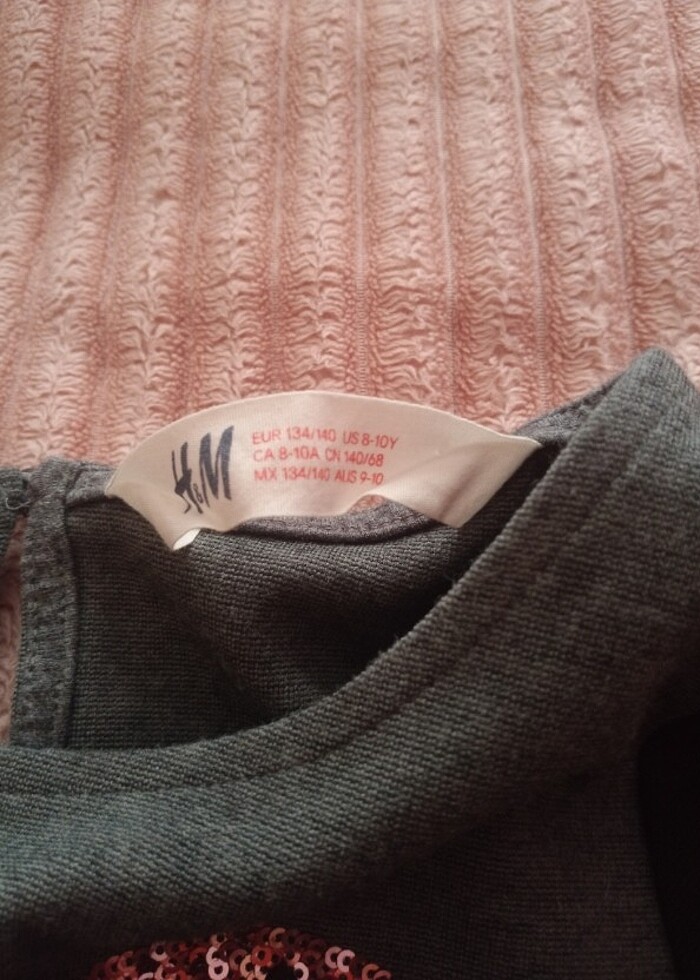 H&M
EUR 134/140 US 8-10Y
CA 8-10A CN 140/68
MX 134/140 AUS 9-10